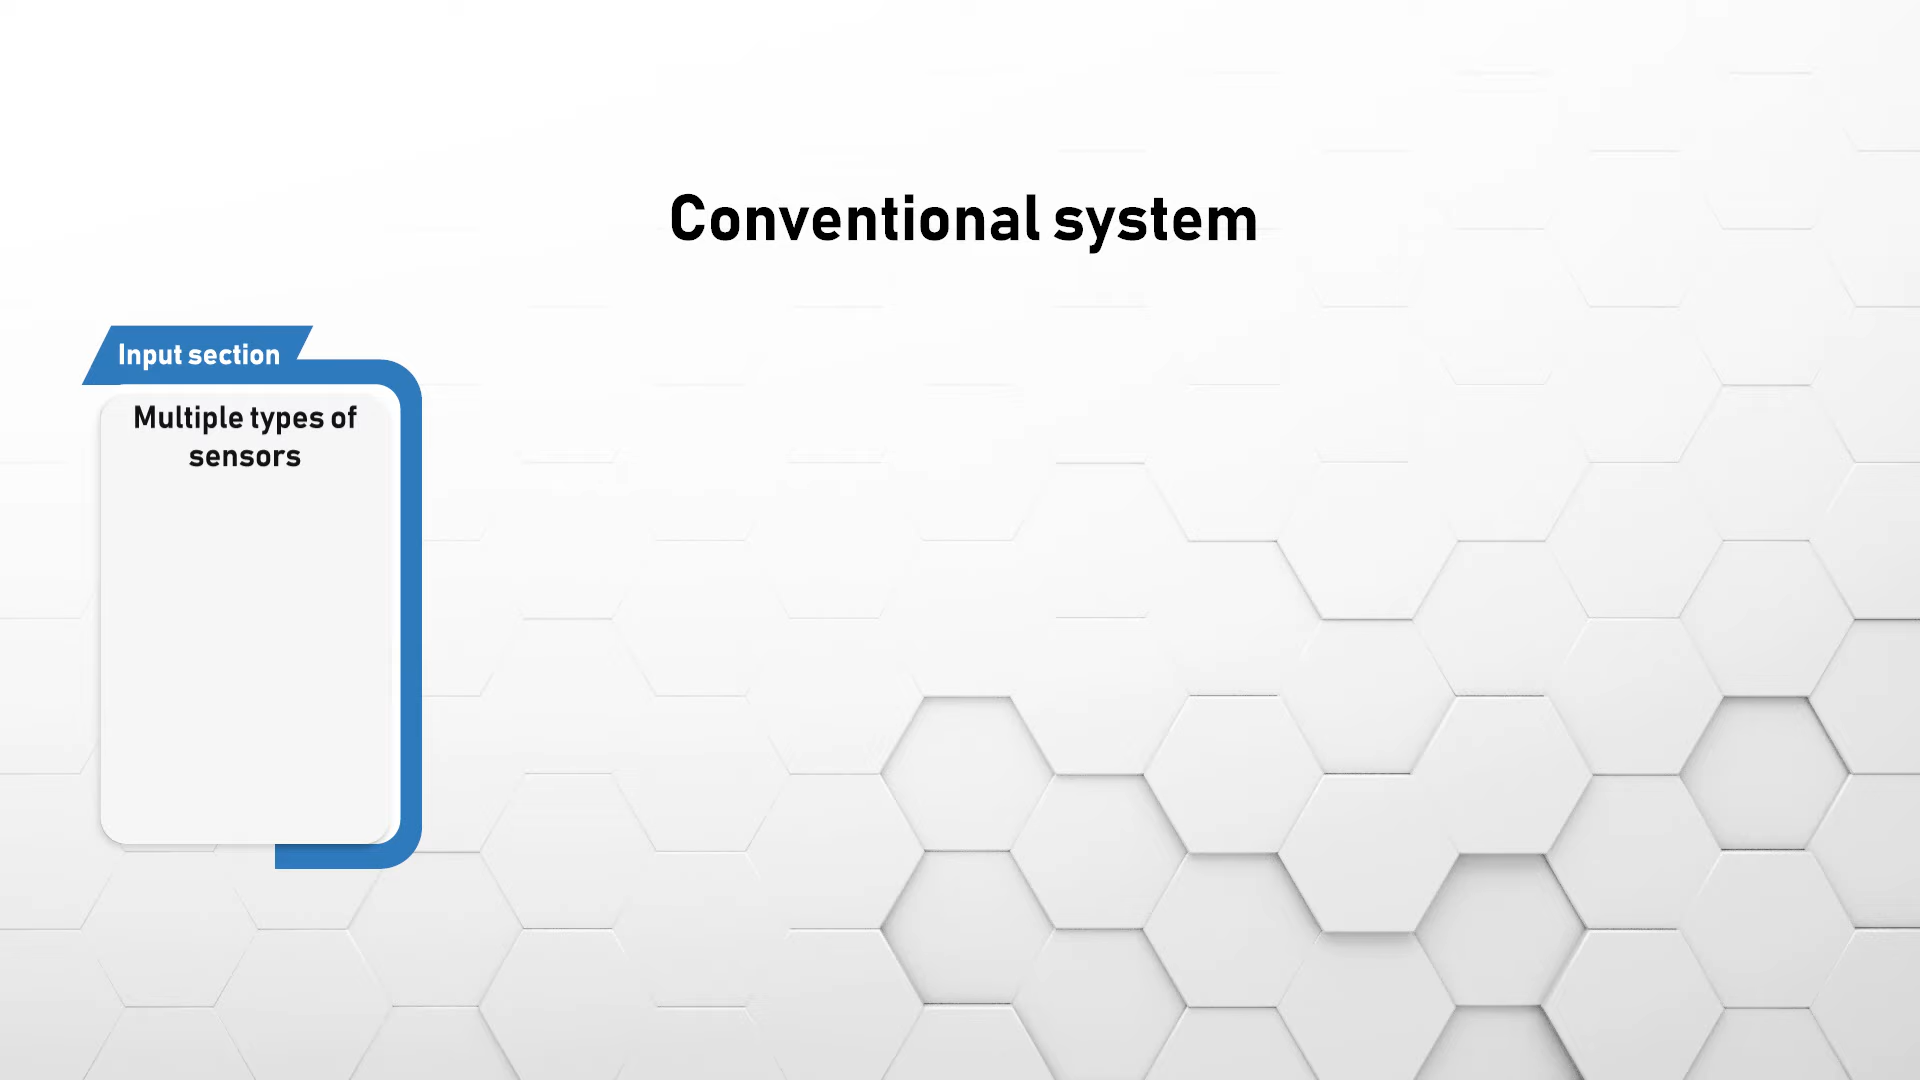 Conventional system
Input section
Multiple types of
sensors